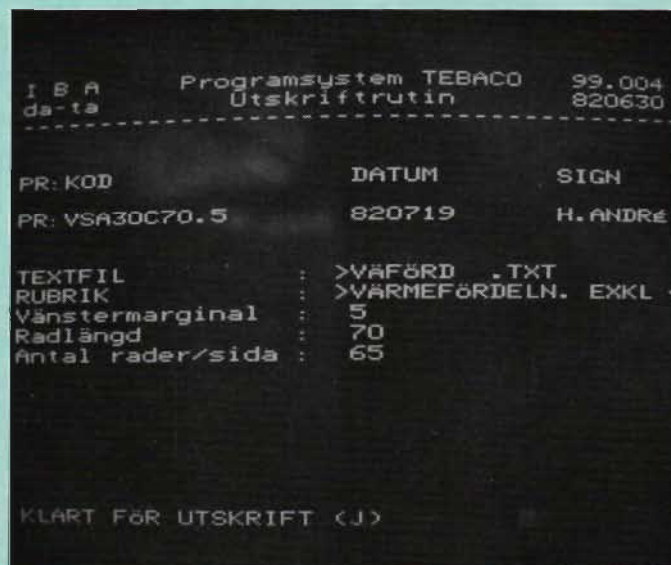 I B A Programsystem TEBACO 99.004
da-ta Utskriftrutin 820630
PR:KOD DATUM SIGN
PR:VSA30C70.5 820719 H.ANDRé
TEXTFIL : >VÄFÖRD .TXT
RUBRIK : >VÄRMEFÖRDELN. EXKL
Vänstermarginal : 5
Radlängd : 70
Antal rader/sida : 65
KLART FÖR UTSKRIFT (J)